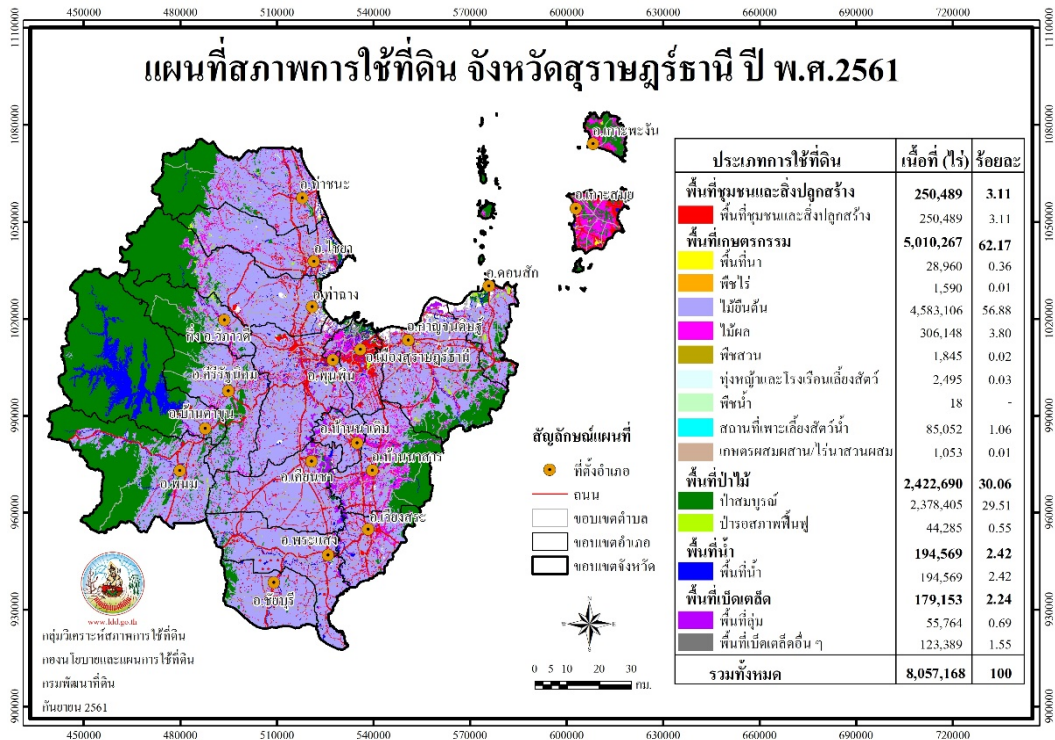 450000 480000 510000 540000 570000 600000 630000 660000 690000 720000
แผนที่สภาพการใช้ที่ดิน จังหวัดสุราษฎร์ธานี ปี พ.ศ.2561
1110000
1080000
1050000
1020000
990000
960000
930000
900000
อ.เกาะพะงัน
อ.เกาะสมุย
อ.ท่าชนะ
อ.ไชยา
อ.ดอนสัก
อ.ท่าฉาง
กิ่ง อ.วิภาวดี
อ.กาญจนดิษฐ์
อ.เมืองสุราษฎร์ธานี
อ.พุนพิน
อ.คีรีรัฐนิคม
อ.บ้านตาขุน
อ.บ้านนาเดิม
อ.บ้านนาสาร
อ.พนม
อ.เคียนซา
อ.เวียงสระ
อ.พระแสง
อ.ชัยบุรี
ประเภทการใช้ที่ดิน เนื้อที่ (ไร่) ร้อยละ
พื้นที่ชุมชนและสิ่งปลูกสร้าง 250,489 3.11
พื้นที่ชุมชนและสิ่งปลูกสร้าง 250,489 3.11
พื้นที่เกษตรกรรม 5,010,267 62.17
พื้นที่นา 28,960 0.36
พืชไร่ 1,590 0.01
ไม้ยืนต้น 4,583,106 56.88
ไม้ผล 306,148 3.80
พืชสวน 1,845 0.02
ทุ่งหญ้าและโรงเรือนเลี้ยงสัตว์ 2,495 0.03
พืชน้ำ 18 -
สถานที่เพาะเลี้ยงสัตว์น้ำ 85,052 1.06
เกษตรผสมผสาน/ไร่นาสวนผสม 1,053 0.01
พื้นที่ป่าไม้ 2,422,690 30.06
ป่าสมบูรณ์ 2,378,405 29.51
ป่ารอสภาพฟื้นฟู 44,285 0.55
พื้นที่น้ำ 194,569 2.42
พื้นที่น้ำ 194,569 2.42
พื้นที่เบ็ดเตล็ด 179,153 2.24
พื้นที่ลุ่ม 55,764 0.69
พื้นที่เบ็ดเตล็ดอื่น ๆ 123,389 1.55
รวมทั้งหมด 8,057,168 100
สัญลักษณ์แผนที่
ที่ตั้งอำเภอ
ถนน
ขอบเขตตำบล
ขอบเขตอำเภอ
ขอบเขตจังหวัด
0 5 10 20 30
กม.
www.ldd.go.th
กลุ่มวิเคราะห์สภาพการใช้ที่ดิน
กองนโยบายและแผนการใช้ที่ดิน
กรมพัฒนาที่ดิน
กันยายน 2561
1110000
1080000
1050000
1020000
990000
960000
930000
900000
450000 480000 510000 540000 570000 600000 630000 660000 690000 720000